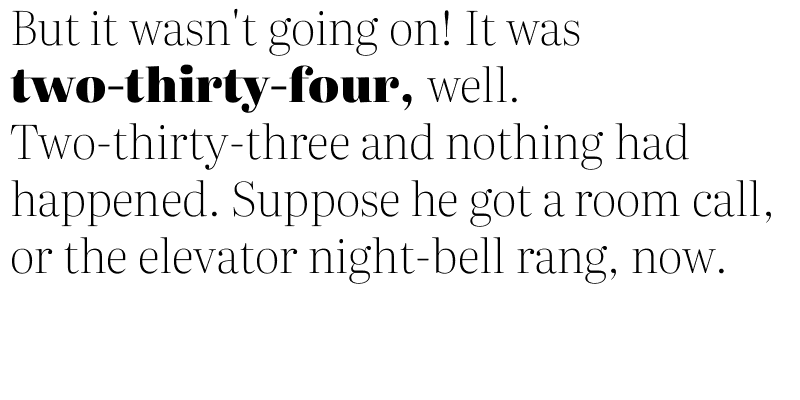 But it wasn't going on! It was
two-thirty-four, well.
Two-thirty-three and nothing had
happened. Suppose he got a room call,
or the elevator night-bell rang, now.